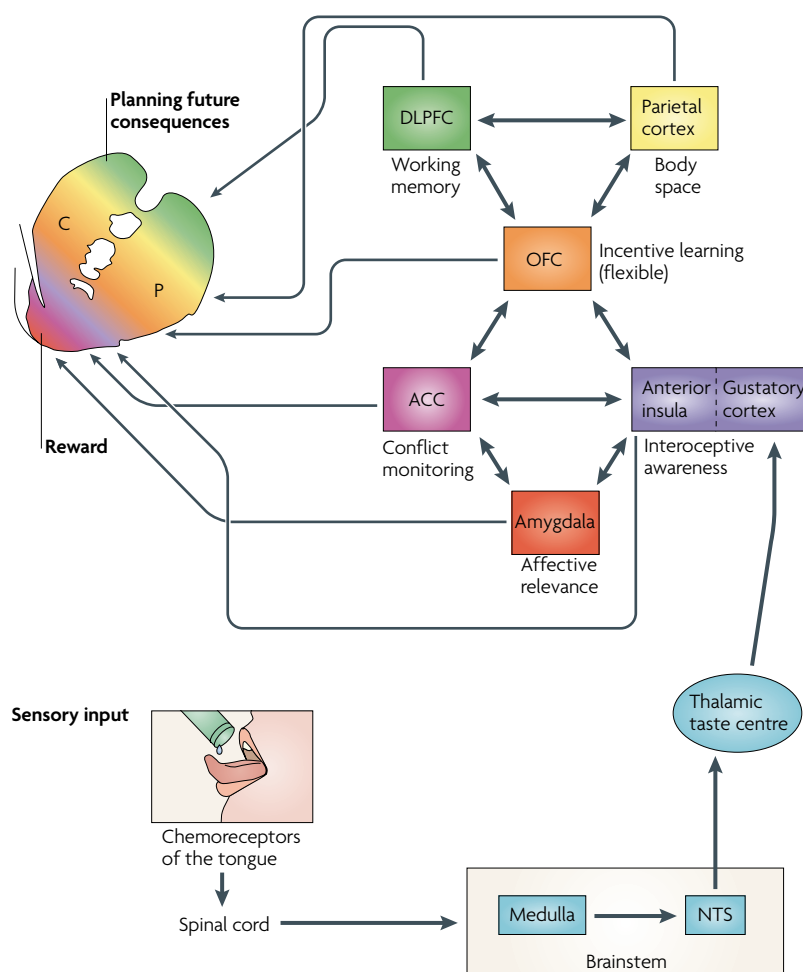 Planning future
consequences
C
P
Reward
DLPFC
Working
memory
Parietal
cortex
Body
space
OFC
Incentive learning
(flexible)
ACC
Conflict
monitoring
Anterior
insula
Gustatory
cortex
Interoceptive
awareness
Amygdala
Affective
relevance
Thalamic
taste centre
Sensory input
Chemoreceptors
of the tongue
Spinal cord
Medulla
NTS
Brainstem